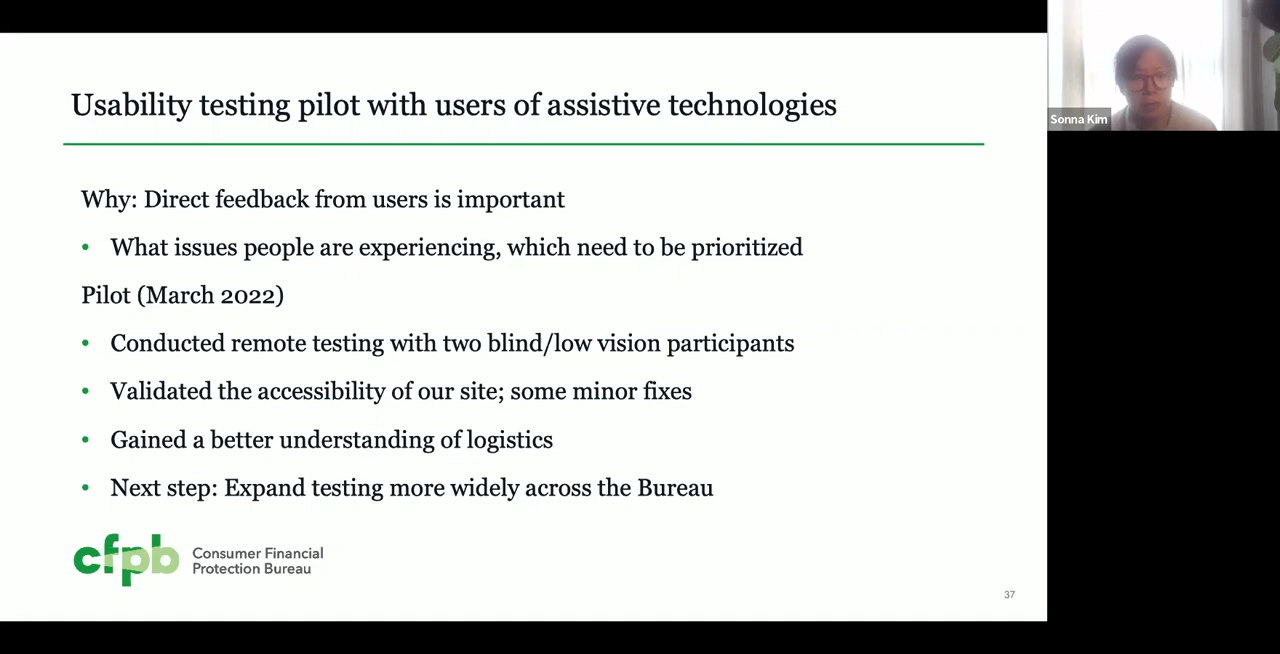 Usability testing pilot with users of assistive technologies
Sonna Kim
Why: Direct feedback from users is important
• What issues people are experiencing, which need to be prioritized
Pilot (March 2022)
• Conducted remote testing with two blind/low vision participants
• Validated the accessibility of our site; some minor fixes
• Gained a better understanding of logistics
• Next step: Expand testing more widely across the Bureau
cfpb
Consumer Financial
Protection Bureau
37